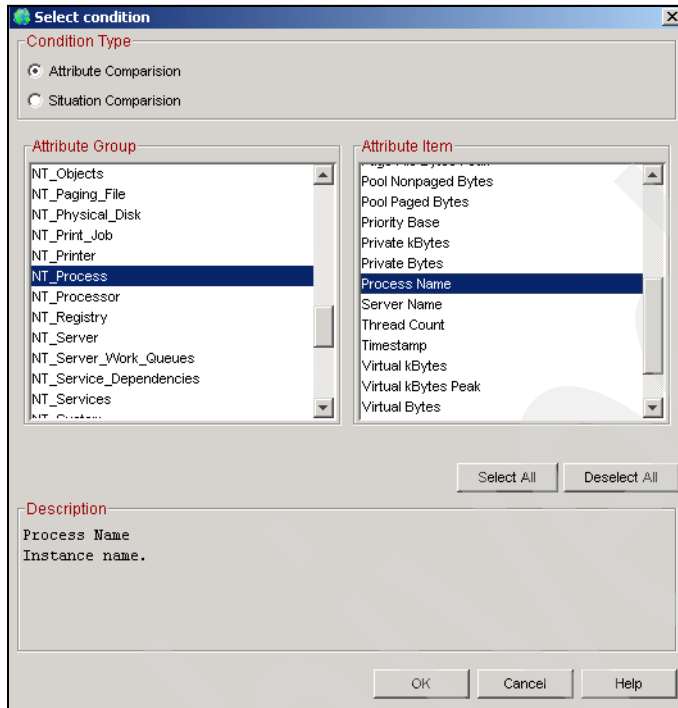 Select condition
Condition Type
Attribute Comparision
Situation Comparision
Attribute Group
NT_Objects
NT_Paging_File
NT_Physical_Disk
NT_Print_Job
NT_Printer
NT_Process
NT_Processor
NT_Registry
NT_Server
NT_Server_Work_Queues
NT_Service_Dependencies
NT_Services
Attribute Item
Pool Nonpaged Bytes
Pool Paged Bytes
Priority Base
Private kBytes
Private Bytes
Process Name
Server Name
Thread Count
Timestamp
Virtual kBytes
Virtual kBytes Peak
Virtual Bytes
Select All
Deselect All
Description
Process Name
Instance name.
OK
Cancel
Help